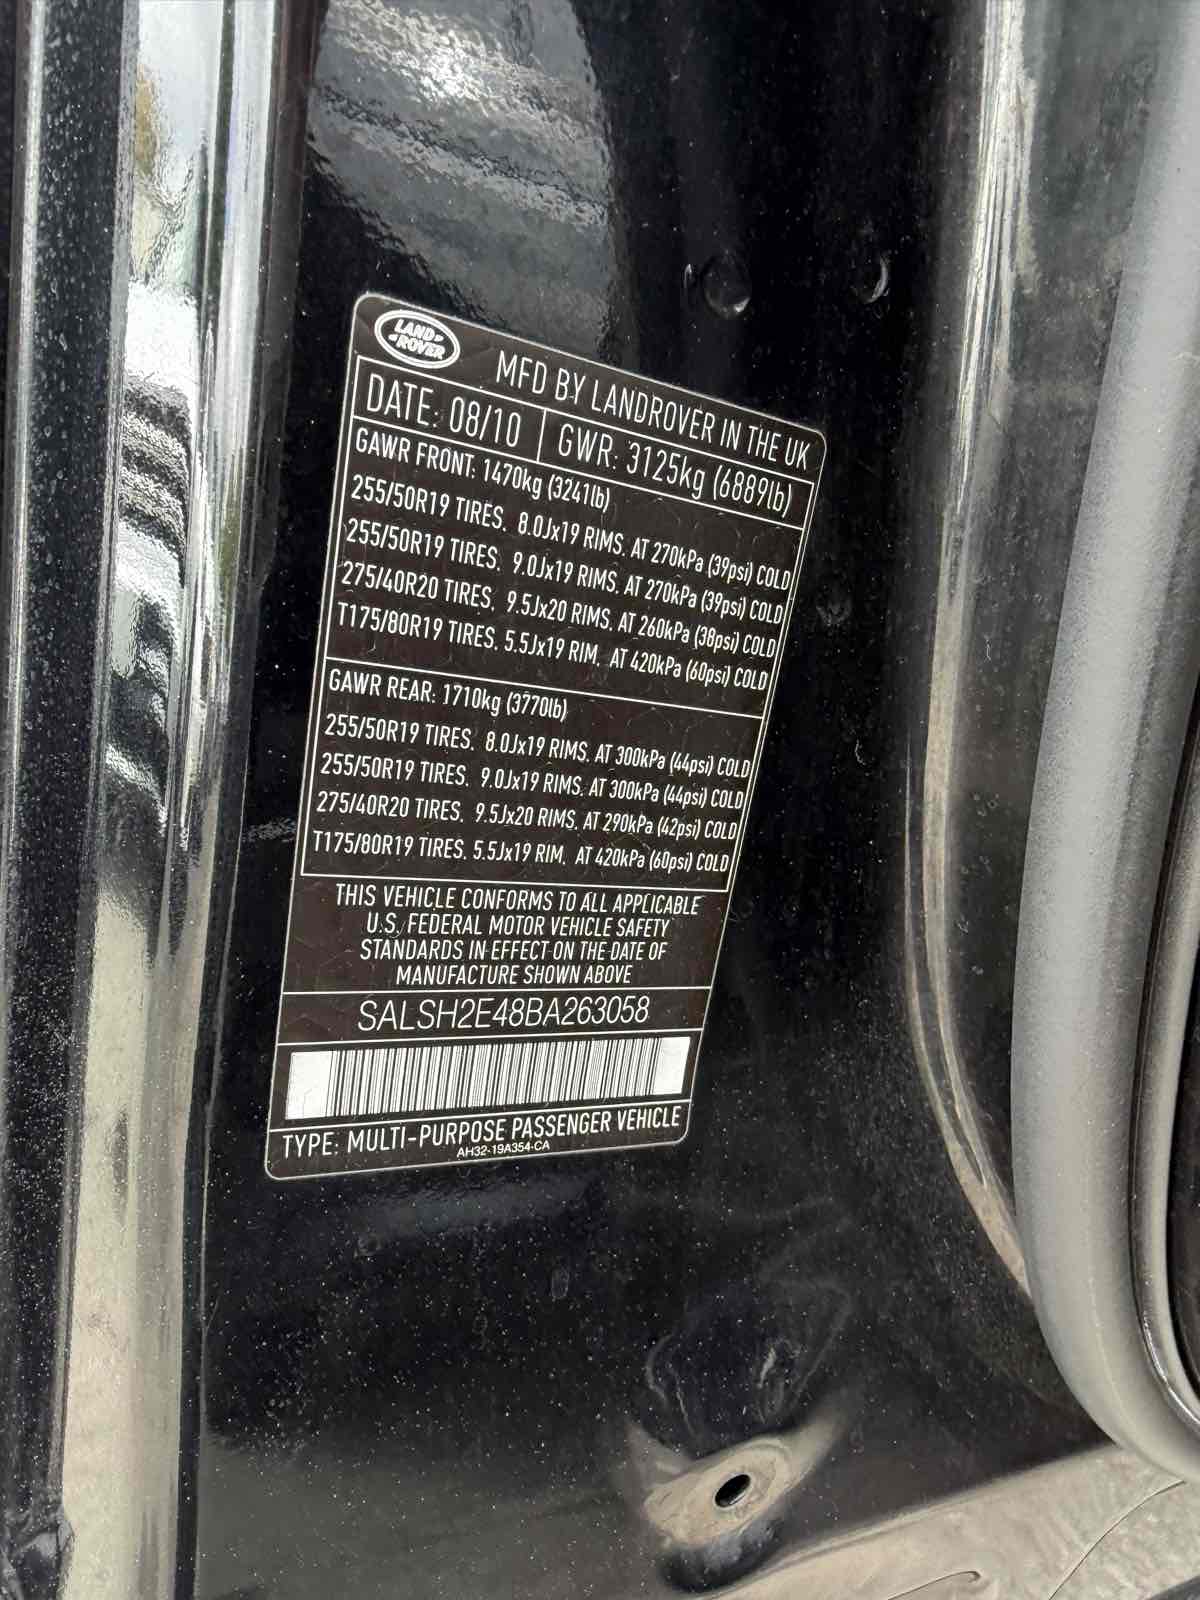 LAND
ROVER
MFD BY LANDROVER IN THE UK
DATE: 08/10 GWR: 3125kg (6889lb)
GAWR FRONT: 1470kg (3241lb)
255/50R19 TIRES, 8.0Jx19 RIMS, AT 270kPa (39psi) COLD
255/50R19 TIRES, 9.0Jx19 RIMS, AT 270kPa (39psi) COLD
275/40R20 TIRES, 9.5Jx20 RIMS, AT 260kPa (38psi) COLD
T175/80R19 TIRES, 5.5Jx19 RIM, AT 420kPa (60psi) COLD
GAWR REAR: 1710kg (3770lb)
255/50R19 TIRES, 8.0Jx19 RIMS, AT 300kPa (44psi) COLD
255/50R19 TIRES, 9.0Jx19 RIMS, AT 300kPa (44psi) COLD
275/40R20 TIRES, 9.5Jx20 RIMS, AT 290kPa (42psi) COLD
T175/80R19 TIRES, 5.5Jx19 RIM, AT 420kPa (60psi) COLD
THIS VEHICLE CONFORMS TO ALL APPLICABLE
U.S. FEDERAL MOTOR VEHICLE SAFETY
STANDARDS IN EFFECT ON THE DATE OF
MANUFACTURE SHOWN ABOVE
SALSH2E48BA263058
TYPE: MULTI-PURPOSE PASSENGER VEHICLE
AH32-19A354-CA